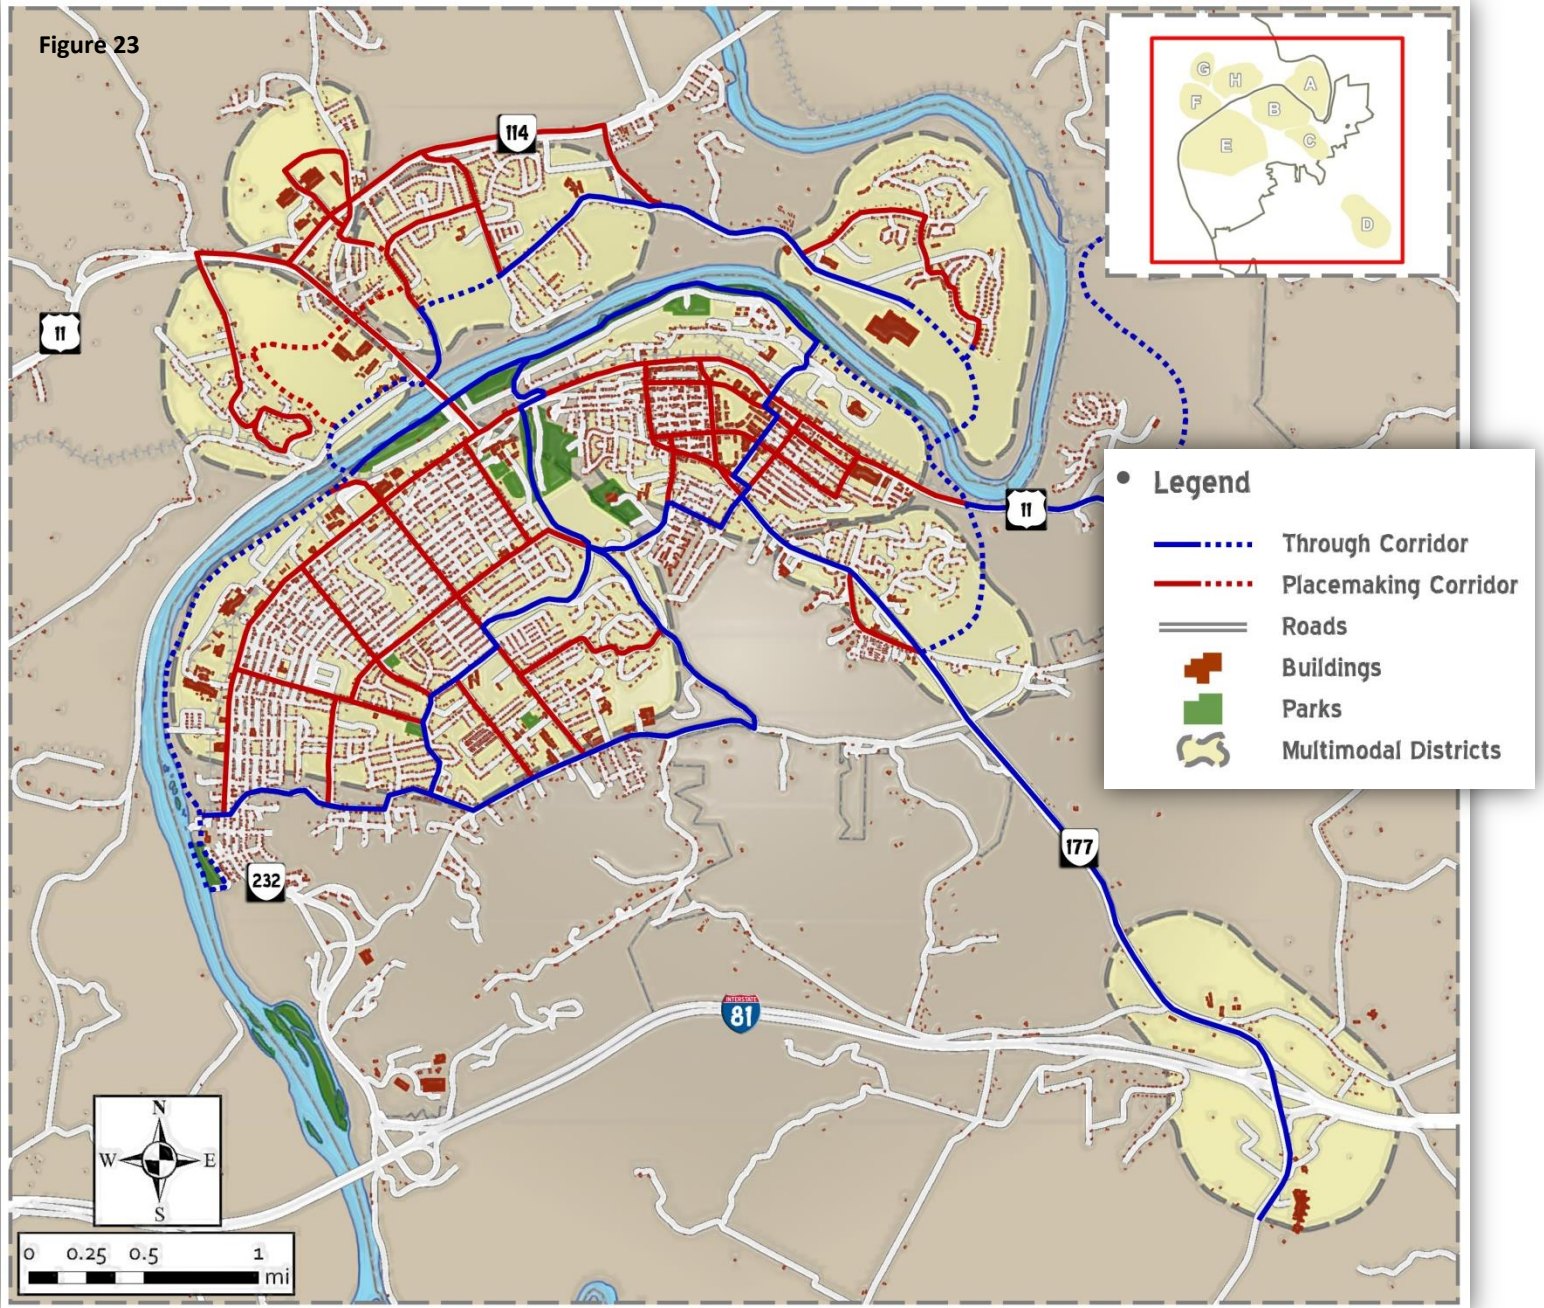 Figure 23
114
G
H
A
F
B
E
C
D
11
11
• Legend
Through Corridor
Placemaking Corridor
Roads
Buildings
Parks
Multimodal Districts
177
232
INTERSTATE
81
N
W E
S
0 0.25 0.5 1
mi